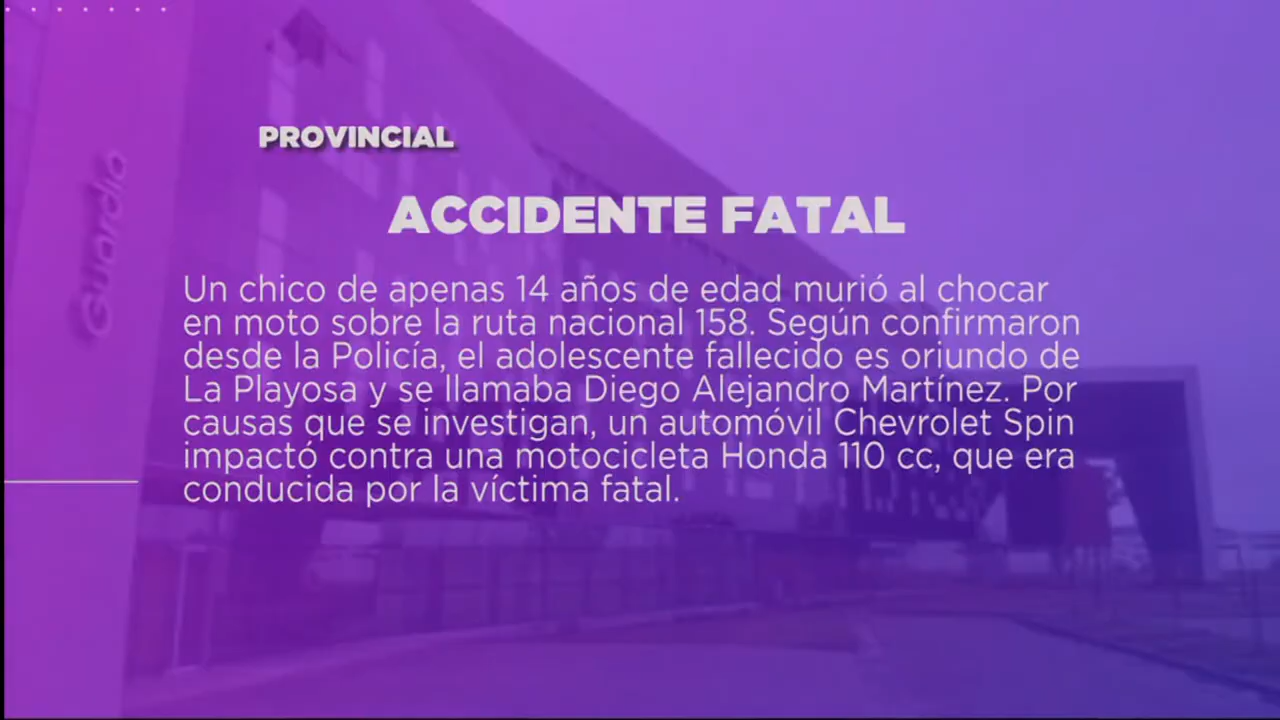 PROVINCIAL
ACCIDENTE FATAL
Un chico de apenas 14 años de edad murió al chocar
en moto sobre la ruta nacional 158. Según confirmaron
desde la Policía, el adolescente fallecido es oriundo de
La Playosa y se llamaba Diego Alejandro Martínez. Por
causas que se investigan, un automóvil Chevrolet Spin
impactó contra una motocicleta Honda 110 cc, que era
conducida por la víctima fatal.
Guardia